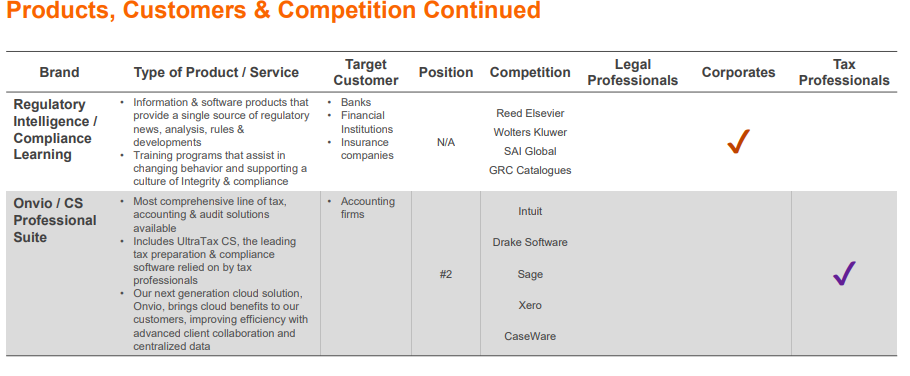 Products, Customers & Competition Continued
Brand
Type of Product / Service
Target
Customer
Position
Competition
Legal
Professionals
Corporates
Tax
Professionals
Regulatory
Intelligence /
Compliance
Learning
• Information & software products that
provide a single source of regulatory
news, analysis, rules &
developments
• Training programs that assist in
changing behavior and supporting a
culture of Integrity & compliance
• Banks
• Financial
Institutions
• Insurance
companies
N/A
Reed Elsevier
Wolters Kluwer
SAI Global
GRC Catalogues
Onvio / CS
Professional
Suite
• Most comprehensive line of tax,
accounting & audit solutions
available
• Includes UltraTax CS, the leading
tax preparation & compliance
software relied on by tax
professionals
• Our next generation cloud solution,
Onvio, brings cloud benefits to our
customers, improving efficiency with
advanced client collaboration and
centralized data
• Accounting
firms
#2
Intuit
Drake Software
Sage
Xero
CaseWare